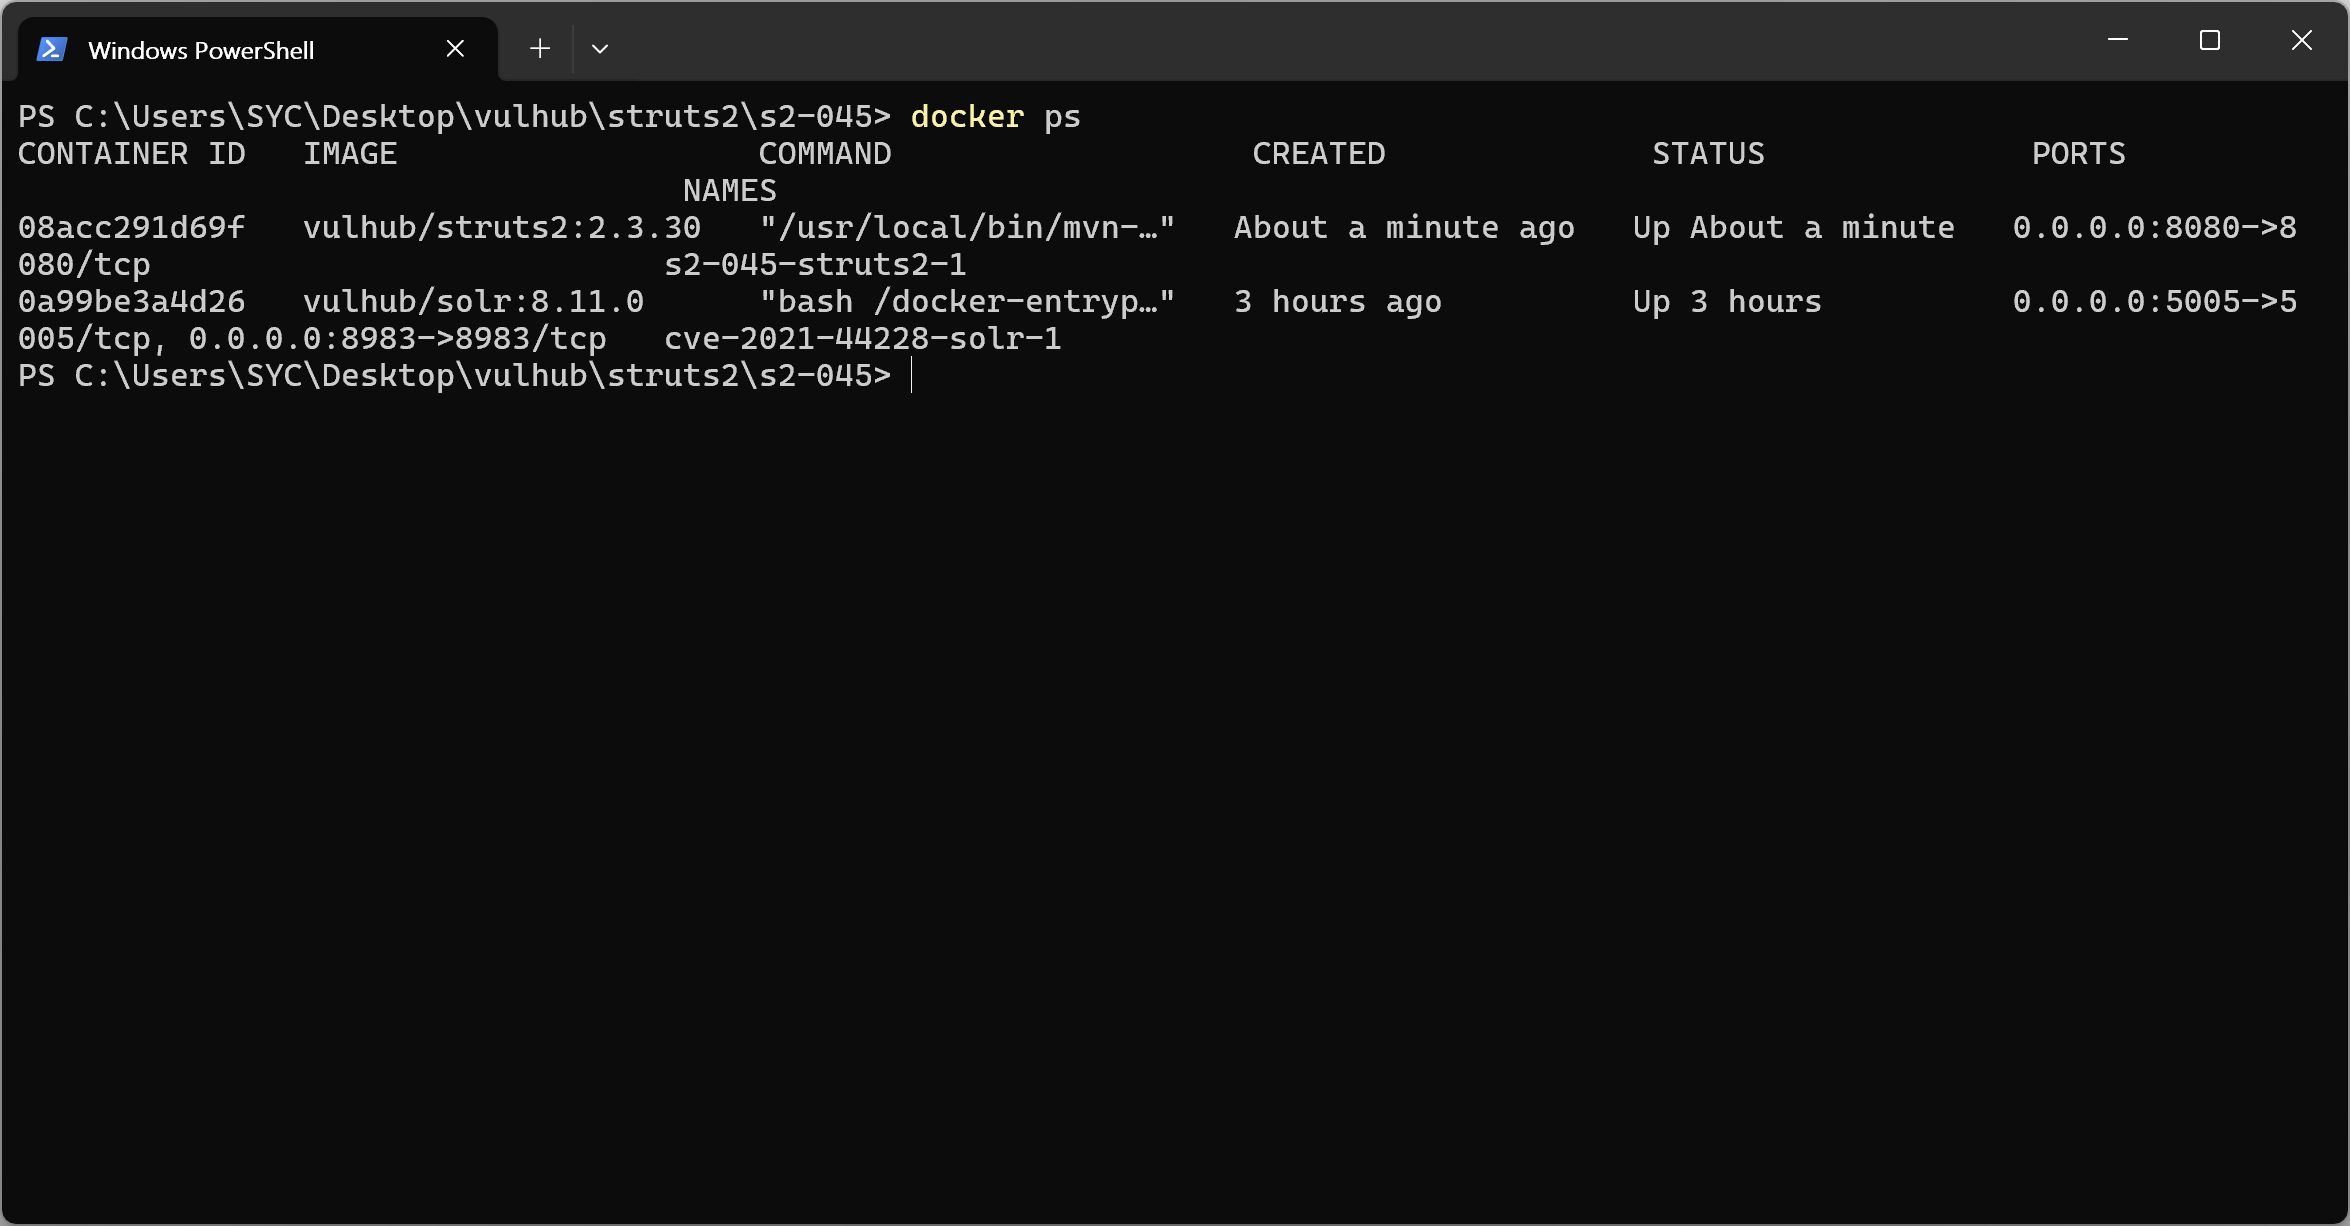 Windows PowerShell
PS C:\Users\SYC\Desktop\vulhub\struts2\s2-045> docker ps
CONTAINER ID   IMAGE                   COMMAND                   CREATED              STATUS              PORTS
                                   NAMES
08acc291d69f   vulhub/struts2:2.3.30   "/usr/local/bin/mvn-…"   About a minute ago   Up About a minute   0.0.0.0:8080->8
080/tcp                           s2-045-struts2-1
0a99be3a4d26   vulhub/solr:8.11.0      "bash /docker-entryp…"   3 hours ago          Up 3 hours          0.0.0.0:5005->5
005/tcp, 0.0.0.0:8983->8983/tcp   cve-2021-44228-solr-1
PS C:\Users\SYC\Desktop\vulhub\struts2\s2-045>